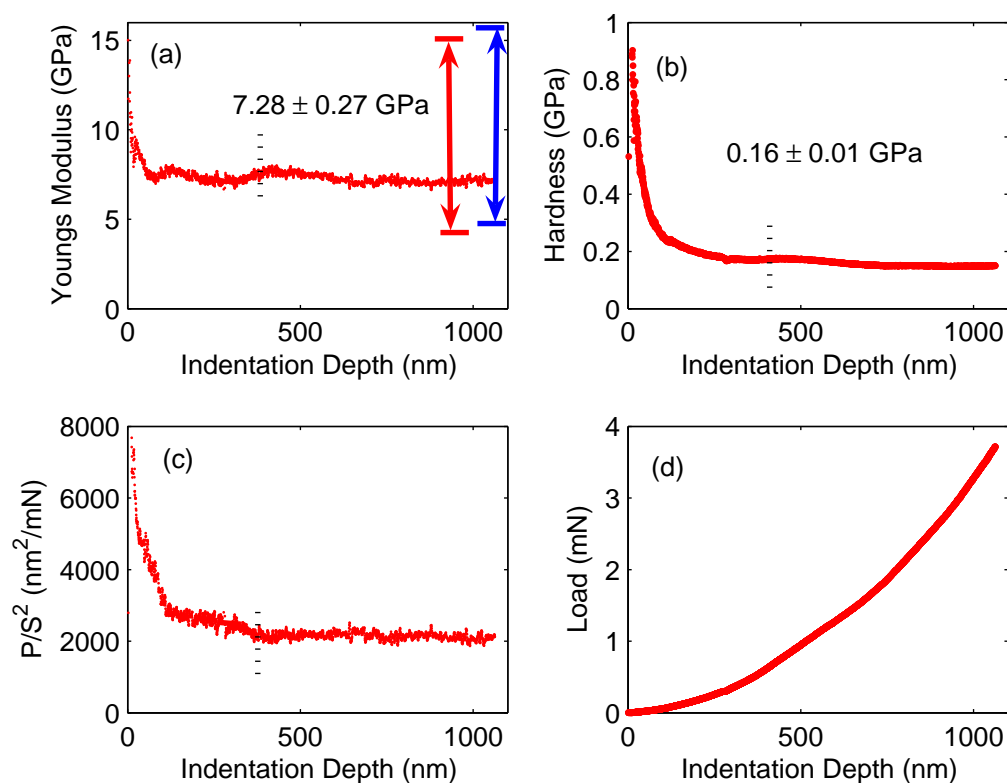 15
10
5
0
0
500
1000
Youngs Modulus (GPa)
Indentation Depth (nm)
(a)
7.28 ± 0.27 GPa
1
0.8
0.6
0.4
0.2
0
0
500
1000
Hardness (GPa)
Indentation Depth (nm)
(b)
0.16 ± 0.01 GPa
8000
6000
4000
2000
0
0
500
1000
P/S² (nm²/mN)
Indentation Depth (nm)
(c)
4
3
2
1
0
0
500
1000
Load (mN)
Indentation Depth (nm)
(d)